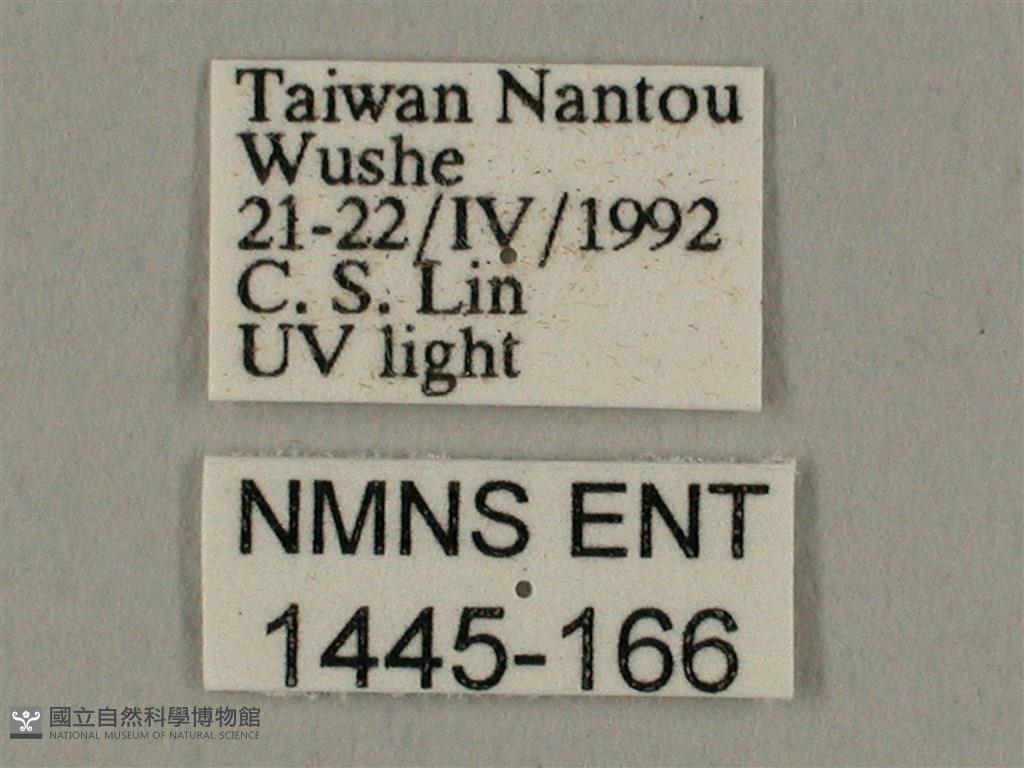 Taiwan Nantou
Wushe
21-22/IV/1992
C. S. Lin
UV light
NMNS ENT
1445-166
國立自然科學博物館
NATIONAL MUSEUM OF NATURAL SCIENCE